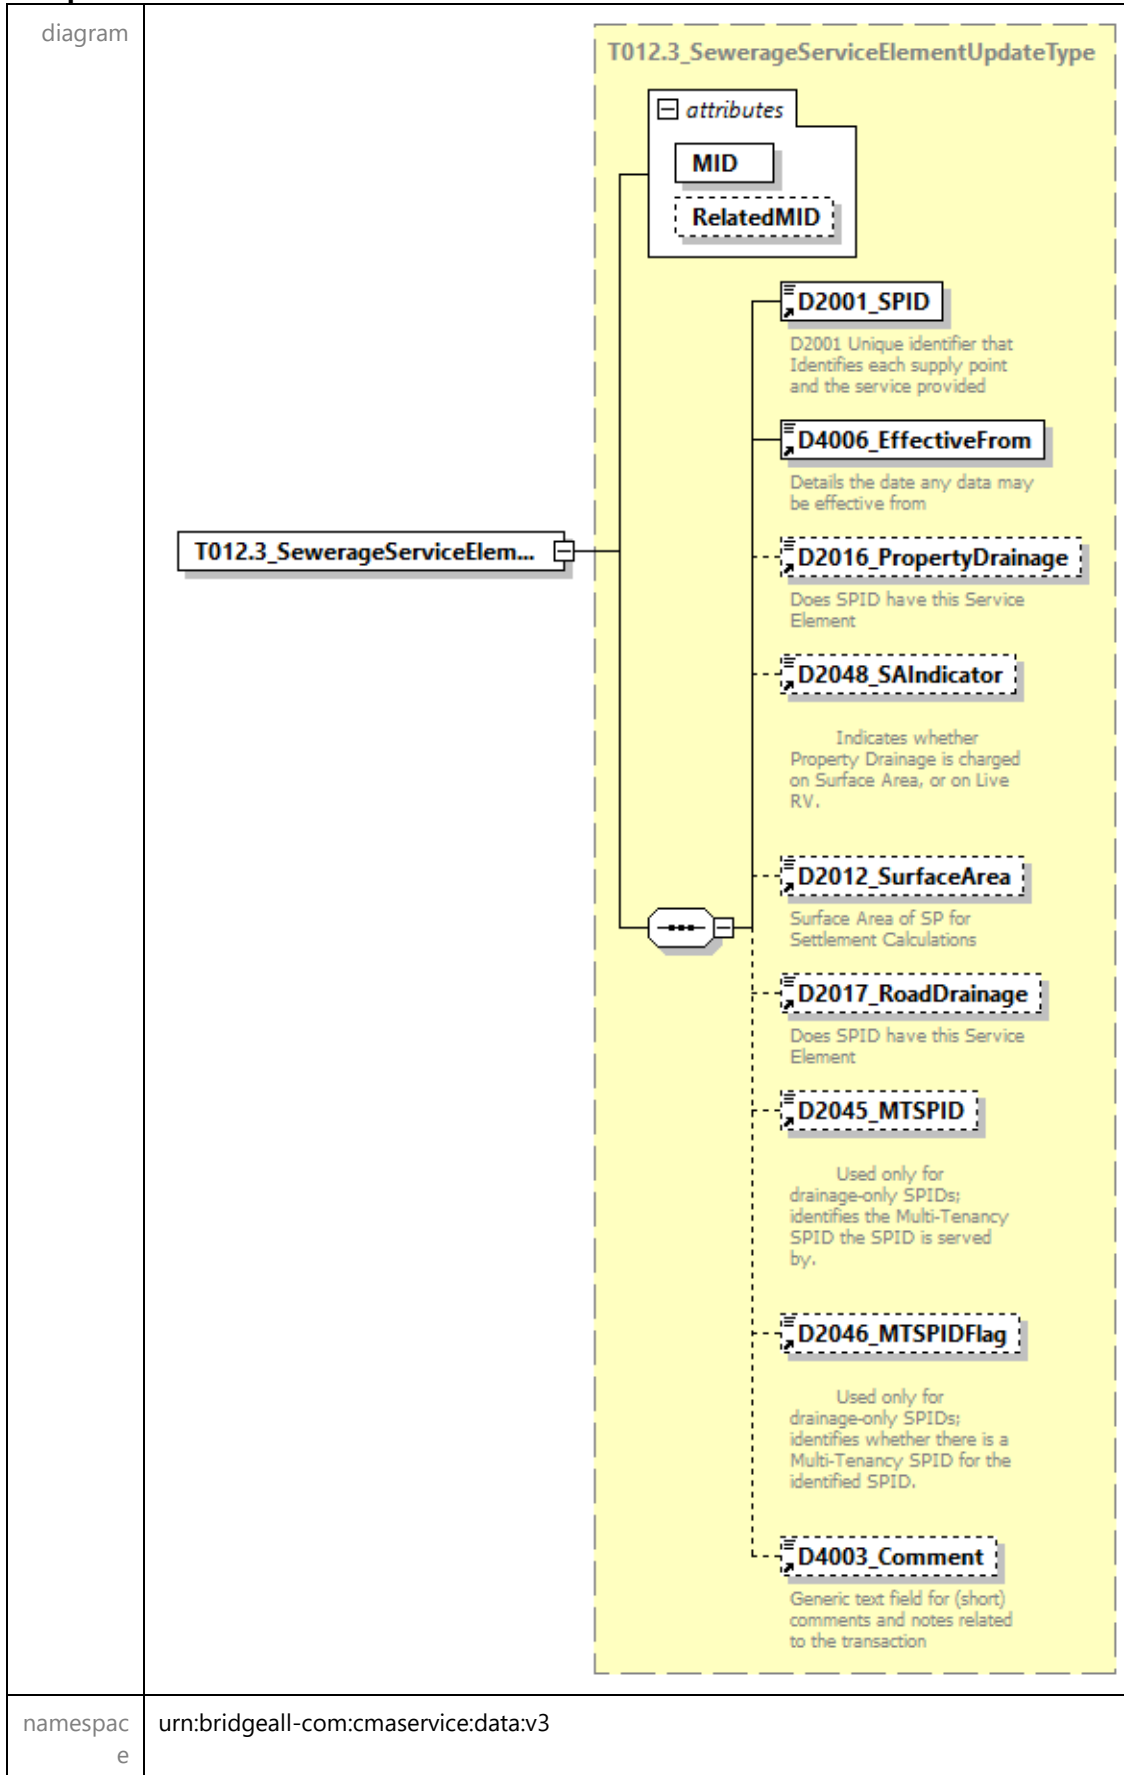 diagram
T012.3_SewerageServiceElementUpdateType
attributes
MID
RelatedMID
D2001_SPID
D2001 Unique identifier that
Identifies each supply point
and the service provided
D4006_EffectiveFrom
Details the date any data may
be effective from
T012.3_SewerageServiceElem...
D2016_PropertyDrainage
Does SPID have this Service
Element
D2048_SAIndicator
Indicates whether
Property Drainage is charged
on Surface Area, or on Live
RV.
D2012_SurfaceArea
Surface Area of SP for
Settlement Calculations
D2017_RoadDrainage
Does SPID have this Service
Element
D2045_MTSPID
Used only for
drainage-only SPIDs;
identifies the Multi-Tenancy
SPID the SPID is served
by.
D2046_MTSPIDFlag
Used only for
drainage-only SPIDs;
identifies whether there is a
Multi-Tenancy SPID for the
identified SPID.
D4003_Comment
Generic text field for (short)
comments and notes related
to the transaction
namespac
e
urn:bridgeall-com:cmaservice:data:v3